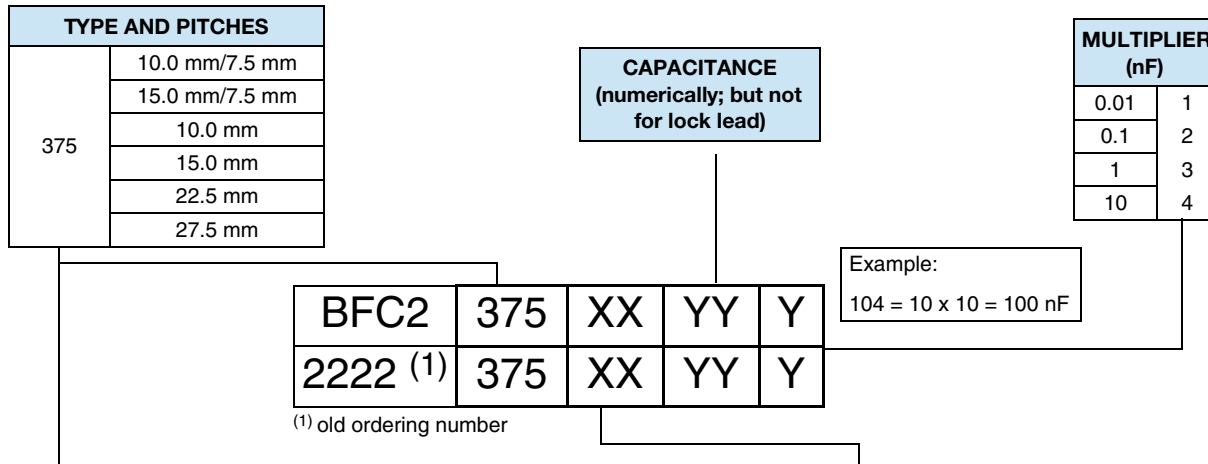 TYPE AND PITCHES
375
10.0 mm/7.5 mm
15.0 mm/7.5 mm
10.0 mm
15.0 mm
22.5 mm
27.5 mm
CAPACITANCE
(numerically; but not
for lock lead)
MULTIPLIER
(nF)
0.01 1
0.1 2
1 3
10 4
Example:
104 = 10 x 10 = 100 nF
BFC2 375 XX YY Y
2222 (1) 375 XX YY Y
(1) old ordering number